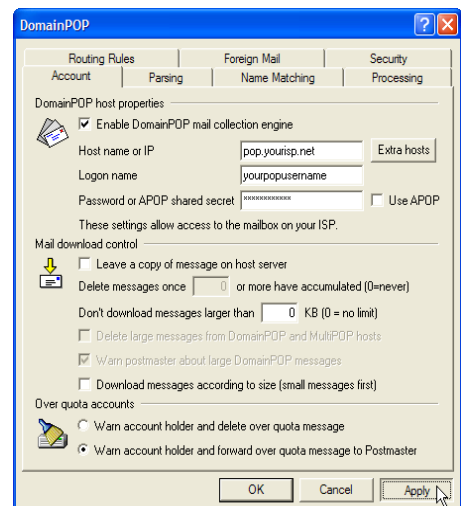 DomainPOP
Routing Rules Foreign Mail Security
Account Parsing Name Matching Processing
DomainPOP host properties
Enable DomainPOP mail collection engine
Host name or IP pop.yourisp.net Extra hosts
Logon name yourpopusername
Password or APOP shared secret ************ Use APOP
These settings allow access to the mailbox on your ISP.
Mail download control
Leave a copy of message on host server
Delete messages once 0 or more have accumulated (0=never)
Don't download messages larger than 0 KB (0 = no limit)
Delete large messages from DomainPOP and MultiPOP hosts
Warn postmaster about large DomainPOP messages
Download messages according to size (small messages first)
Over quota accounts
Warn account holder and delete over quota message
Warn account holder and forward over quota message to Postmaster
OK Cancel Apply